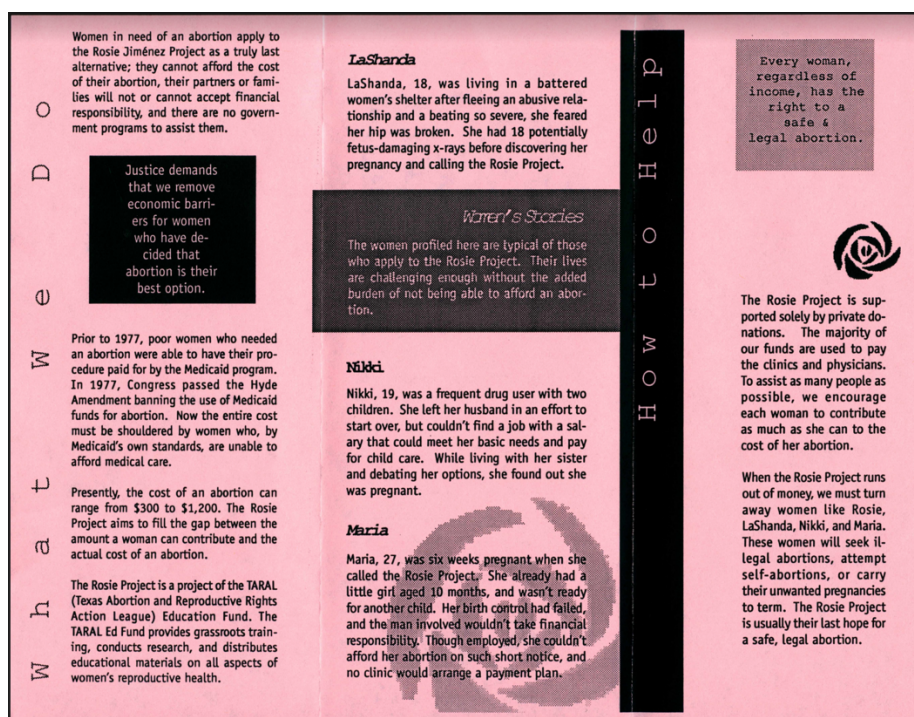 What We Do
Women in need of an abortion apply to
the Rosie Jiménez Project as a truly last
alternative; they cannot afford the cost
of their abortion, their partners or fami-
lies will not or cannot accept financial
responsibility, and there are no govern-
ment programs to assist them.
Justice demands
that we remove
economic barri-
ers for women
who have de-
cided that
abortion is their
best option.
Prior to 1977, poor women who needed
an abortion were able to have their pro-
cedure paid for by the Medicaid program.
In 1977, Congress passed the Hyde
Amendment banning the use of Medicaid
funds for abortion. Now the entire cost
must be shouldered by women who, by
Medicaid's own standards, are unable to
afford medical care.
Presently, the cost of an abortion can
range from $300 to $1,200. The Rosie
Project aims to fill the gap between the
amount a woman can contribute and the
actual cost of an abortion.
The Rosie Project is a project of the TARAL
(Texas Abortion and Reproductive Rights
Action League) Education Fund. The
TARAL Ed Fund provides grassroots train-
ing, conducts research, and distributes
educational materials on all aspects of
women's reproductive health.
LaShanda
LaShanda, 18, was living in a battered
women's shelter after fleeing an abusive rela-
tionship and a beating so severe, she feared
her hip was broken. She had 18 potentially
fetus-damaging x-rays before discovering her
pregnancy and calling the Rosie Project.
Women's Stories
The women profiled here are typical of those
who apply to the Rosie Project. Their lives
are challenging enough without the added
burden of not being able to afford an abor-
tion.
Nikki
Nikki, 19, was a frequent drug user with two
children. She left her husband in an effort to
start over, but couldn't find a job with a sal-
ary that could meet her basic needs and pay
for child care. While living with her sister
and debating her options, she found out she
was pregnant.
Maria
Maria, 27, was six weeks pregnant when she
called the Rosie Project. She already had a
little girl aged 10 months, and wasn't ready
for another child. Her birth control had failed,
and the man involved wouldn't take financial
responsibility. Though employed, she couldn't
afford her abortion on such short notice, and
no clinic would arrange a payment plan.
How to Help
Every woman,
regardless of
income, has the
right to a
safe &
legal abortion.
The Rosie Project is sup-
ported solely by private do-
nations. The majority of
our funds are used to pay
the clinics and physicians.
To assist as many people as
possible, we encourage
each woman to contribute
as much as she can to the
cost of her abortion.
When the Rosie Project runs
out of money, we must turn
away women like Rosie,
LaShanda, Nikki, and Maria.
These women will seek il-
legal abortions, attempt
self-abortions, or carry
their unwanted pregnancies
to term. The Rosie Project
is usually their last hope for
a safe, legal abortion.